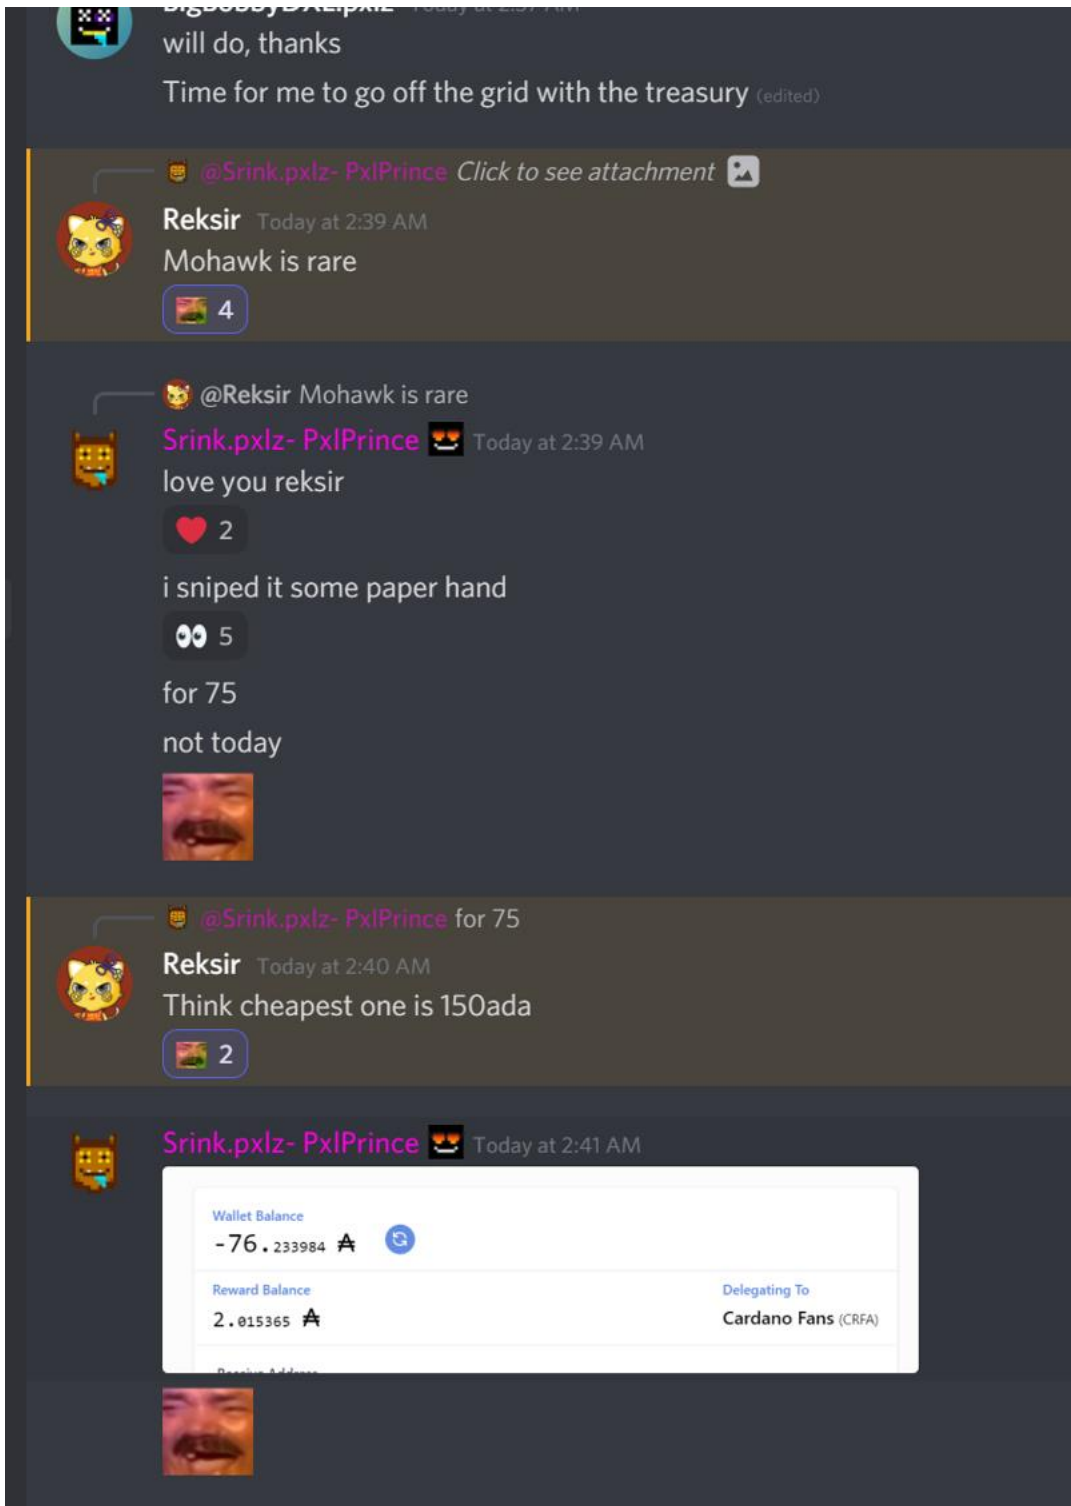 will do, thanks
Time for me to go off the grid with the treasury (edited)
@Srink.pxlz- PxlPrince Click to see attachment
Reksir Today at 2:39 AM
Mohawk is rare
4
@Reksir Mohawk is rare
Srink.pxlz- PxlPrince Today at 2:39 AM
love you reksir
2
i sniped it some paper hand
5
for 75
not today
@Srink.pxlz- PxlPrince for 75
Reksir Today at 2:40 AM
Think cheapest one is 150ada
2
Srink.pxlz- PxlPrince Today at 2:41 AM
Wallet Balance
-76.233984 ₳
Reward Balance
Delegating To
2.015365 ₳
Cardano Fans (CRFA)